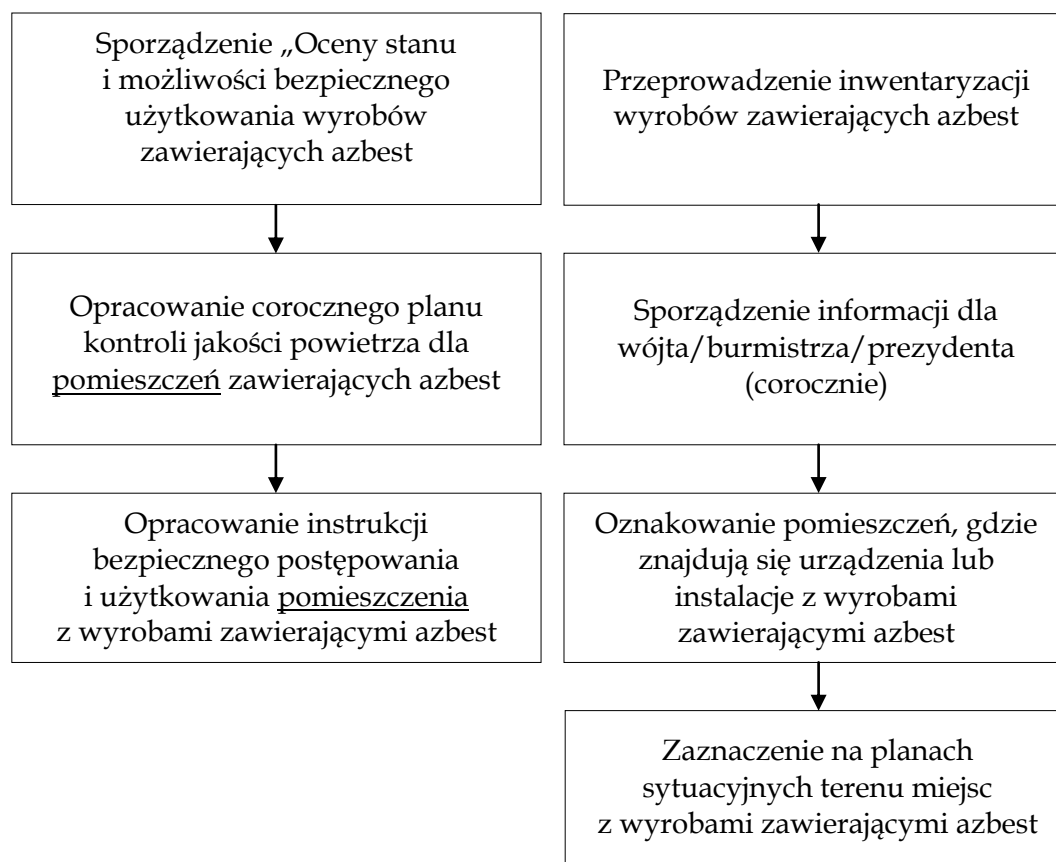 Sporządzenie „Oceny stanu
i możliwości bezpiecznego
użytkowania wyrobów
zawierających azbest
Opracowanie corocznego planu
kontroli jakości powietrza dla
pomieszczeń zawierających azbest
Opracowanie instrukcji
bezpiecznego postępowania
i użytkowania pomieszczenia
z wyrobami zawierającymi azbest
Przeprowadzenie inwentaryzacji
wyrobów zawierających azbest
Sporządzenie informacji dla
wójta/burmistrza/prezydenta
(corocznie)
Oznakowanie pomieszczeń, gdzie
znajdują się urządzenia lub
instalacje z wyrobami
zawierającymi azbest
Zaznaczenie na planach
sytuacyjnych terenu miejsc
z wyrobami zawierającymi azbest